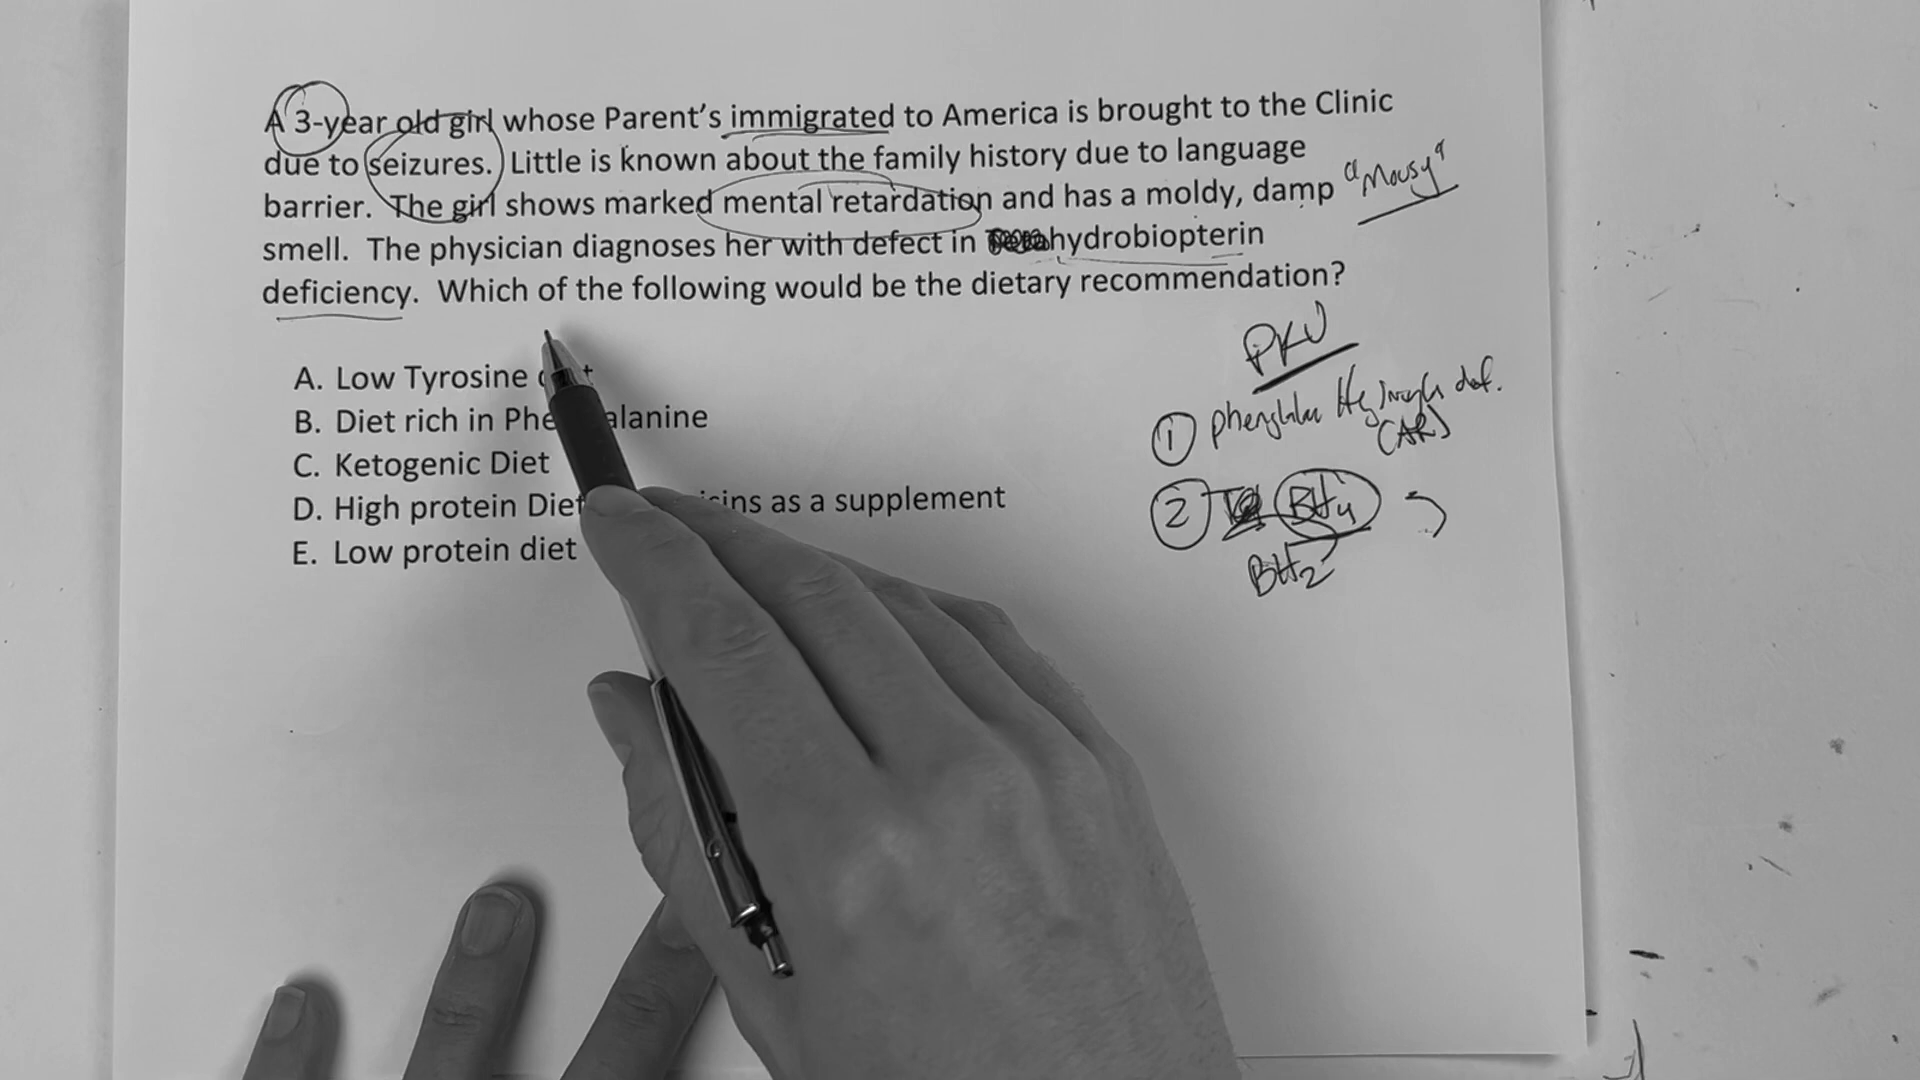 A 3-year old girl whose Parent's immigrated to America is brought to the Clinic
due to seizures. Little is known about the family history due to language
barrier. The girl shows marked mental retardation and has a moldy, damp
"Mousy"
smell. The physician diagnoses her with defect in hydrobiopterin
deficiency. Which of the following would be the dietary recommendation?
A. Low Tyrosine
B. Diet rich in Phe alanine
C. Ketogenic Diet
D. High protein Diet as a supplement
E. Low protein diet
PKU
1 def.
(AR)
2 BH4
BH2